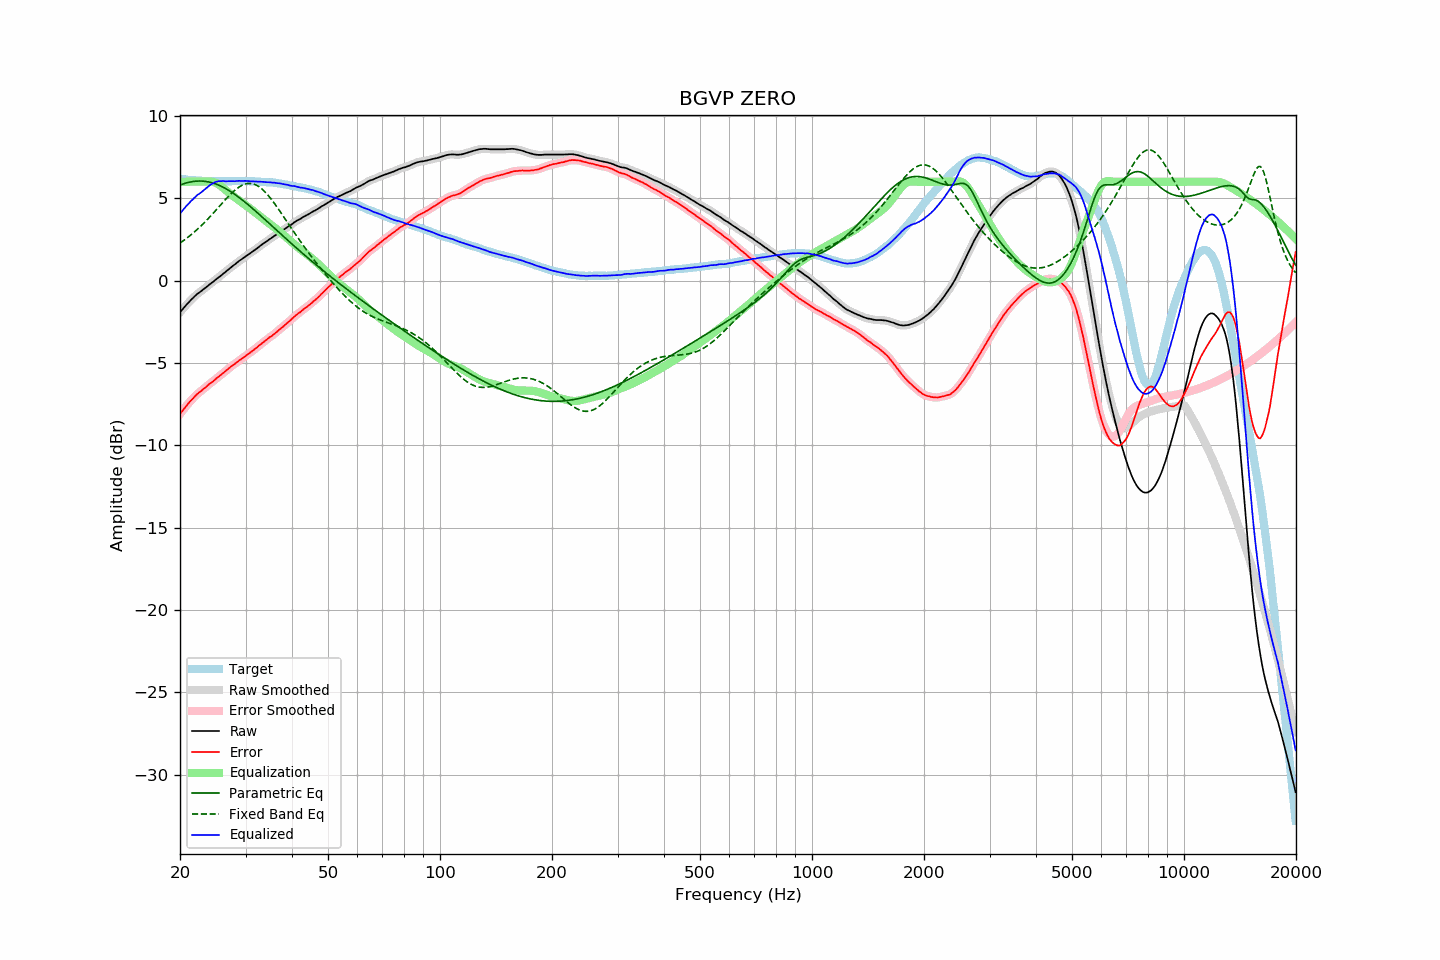 BGVP ZERO
10
5
0
−5
−10
−15
−20
−25
−30
Amplitude (dBr)
Target
Raw Smoothed
Error Smoothed
Raw
Error
Equalization
Parametric Eq
Fixed Band Eq
Equalized
20 50 100 200 500 1000 2000 5000 10000 20000
Frequency (Hz)